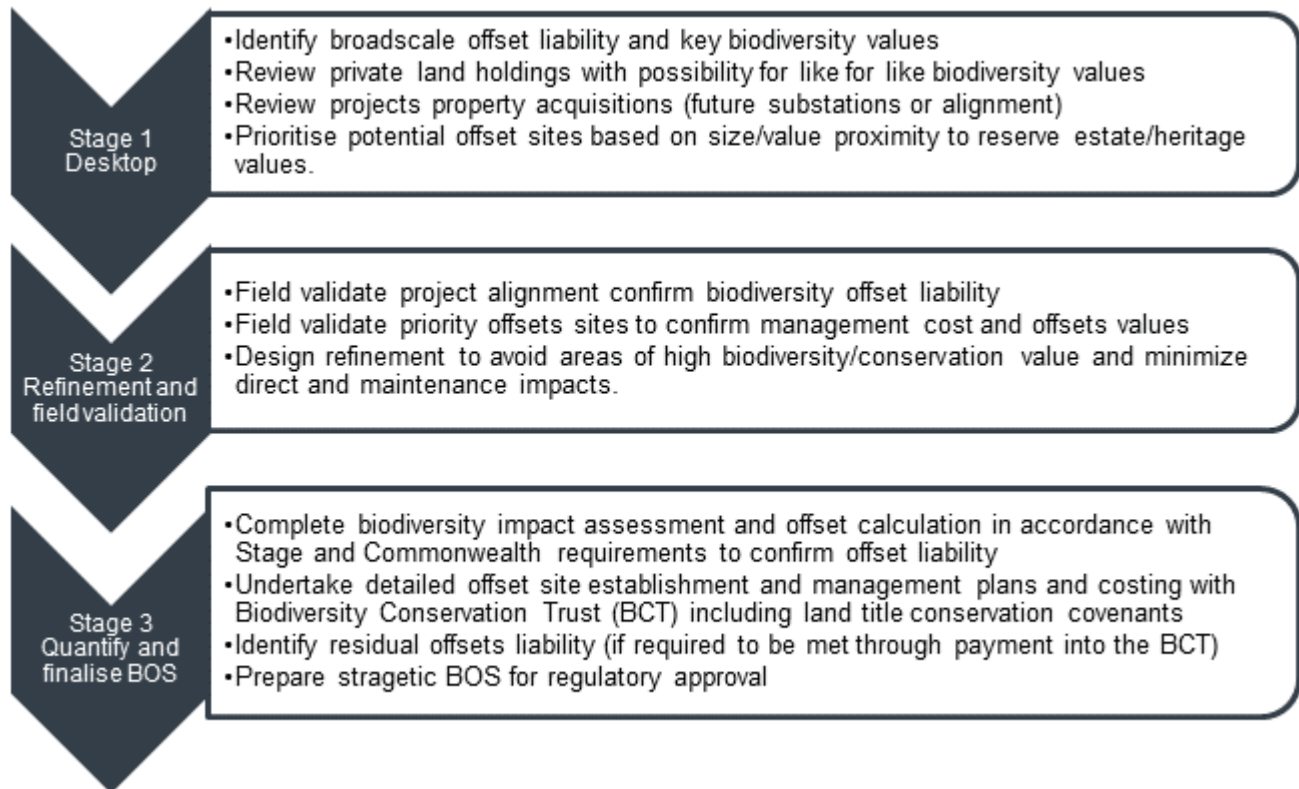 Stage 1
Desktop
•Identify broadscale offset liability and key biodiversity values
•Review private land holdings with possibility for like for like biodiversity values
•Review projects property acquisitions (future substations or alignment)
•Prioritise potential offset sites based on size/value proximity to reserve estate/heritage
values.
Stage 2
Refinement and
field validation
•Field validate project alignment confirm biodiversity offset liability
•Field validate priority offsets sites to confirm management cost and offsets values
•Design refinement to avoid areas of high biodiversity/conservation value and minimize
direct and maintenance impacts.
Stage 3
Quantify and
finalise BOS
•Complete biodiversity impact assessment and offset calculation in accordance with
Stage and Commonwealth requirements to confirm offset liability
•Undertake detailed offset site establishment and management plans and costing with
Biodiversity Conservation Trust (BCT) including land title conservation covenants
•Identify residual offsets liability (if required to be met through payment into the BCT)
•Prepare stragetic BOS for regulatory approval